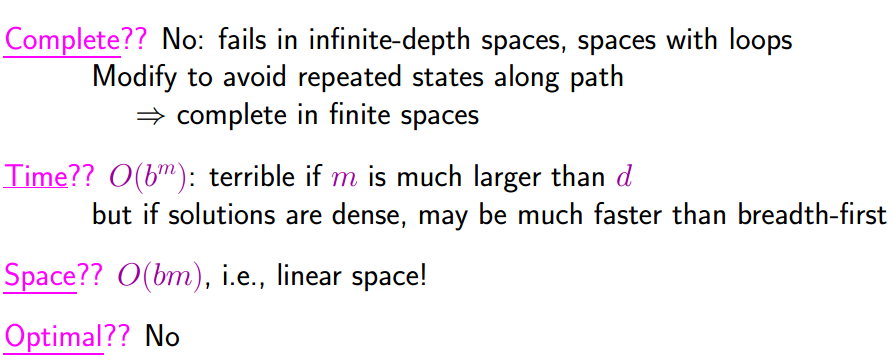 Complete?? No: fails in infinite-depth spaces, spaces with loops
Modify to avoid repeated states along path
⇒ complete in finite spaces
Time?? O(b^m): terrible if m is much larger than d
but if solutions are dense, may be much faster than breadth-first
Space?? O(bm), i.e., linear space!
Optimal?? No